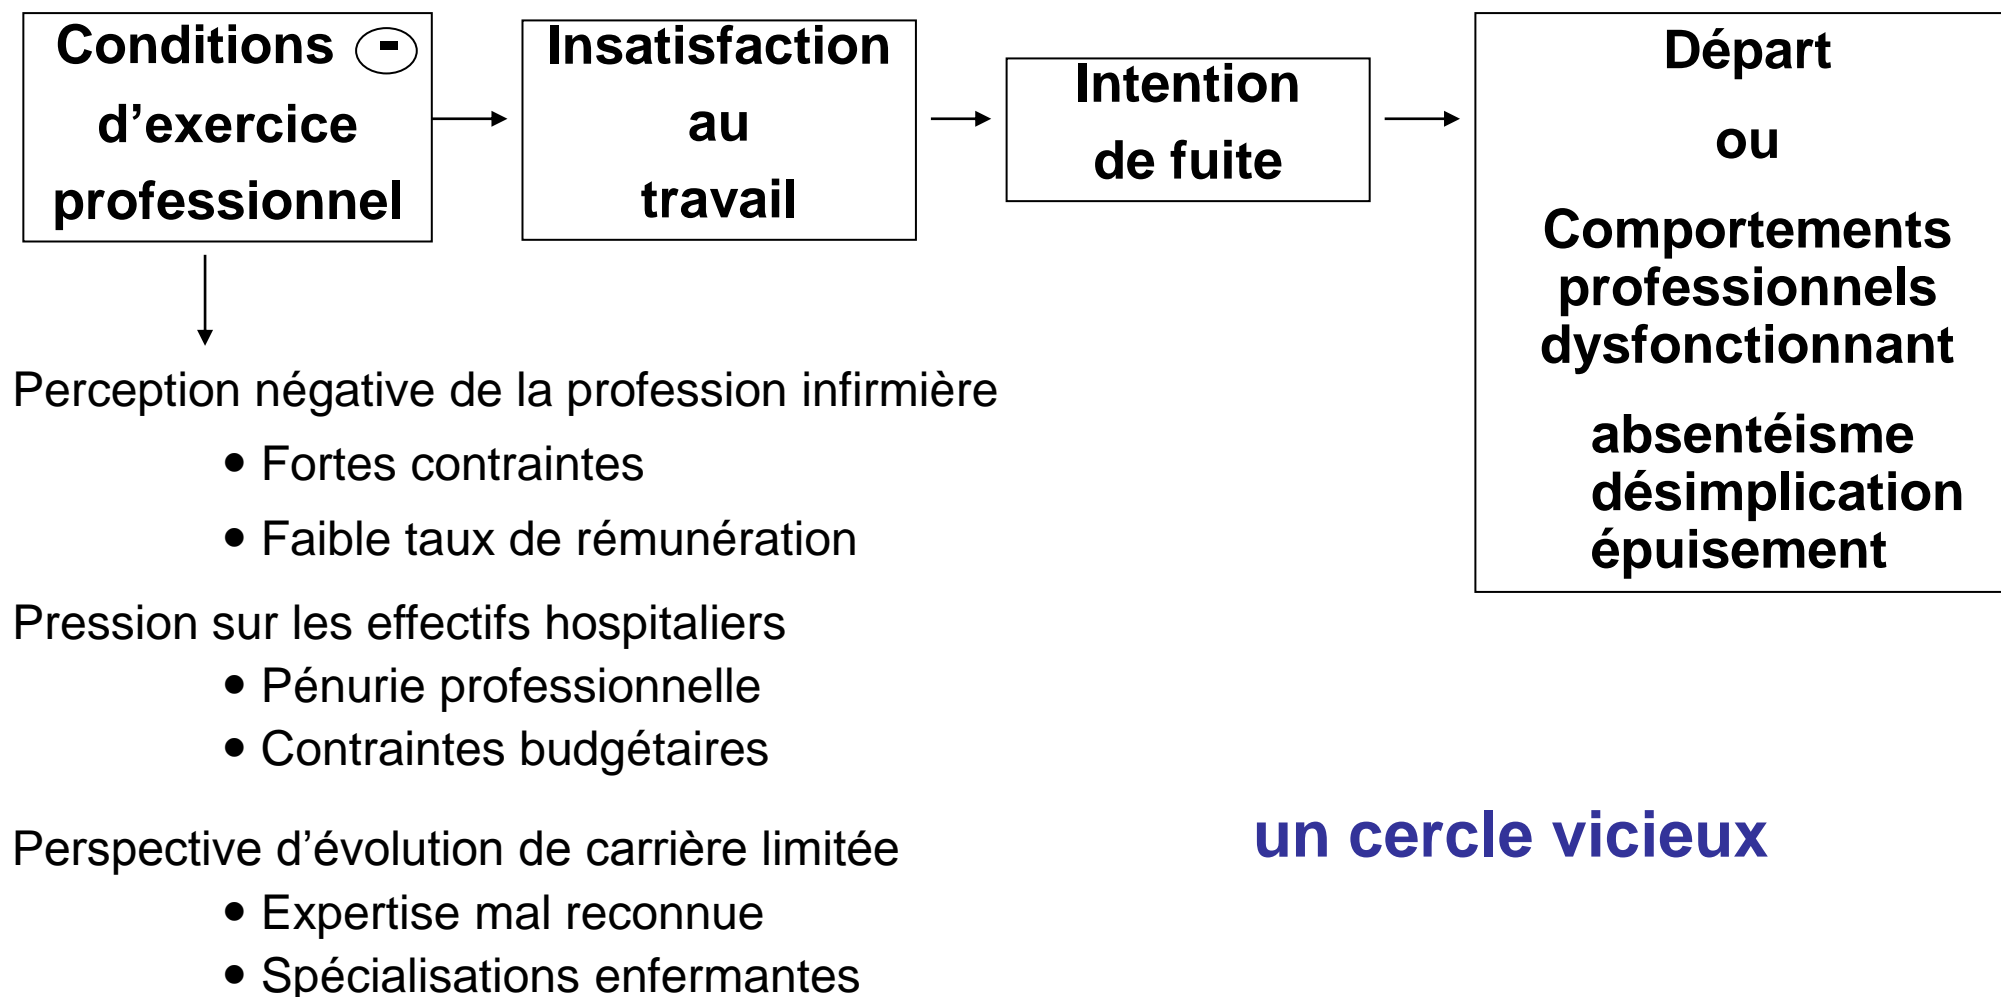 Conditions -
d’exercice
professionnel
Insatisfaction
au
travail
Intention
de fuite
Départ
ou
Comportements
professionnels
dysfonctionnant
absentéisme
désimplication
épuisement
Perception négative de la profession infirmière
• Fortes contraintes
• Faible taux de rémunération
Pression sur les effectifs hospitaliers
• Pénurie professionnelle
• Contraintes budgétaires
Perspective d’évolution de carrière limitée
• Expertise mal reconnue
• Spécialisations enfermantes
un cercle vicieux